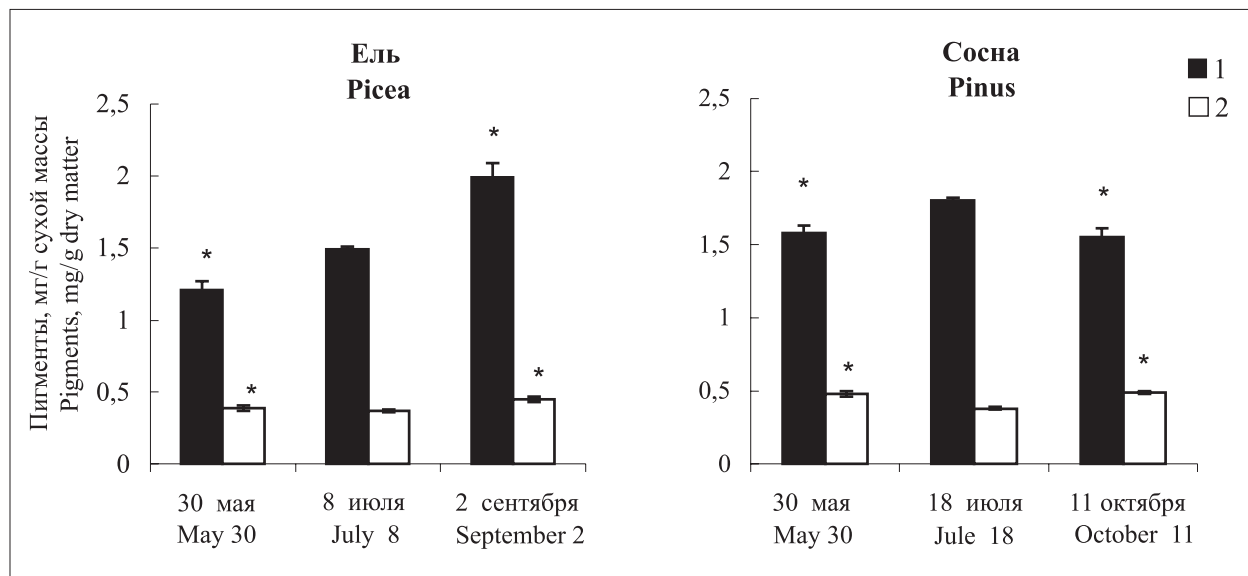 Ель
Picea
Сосна
Pinus
1
2
Пигменты, мг/г сухой массы
Pigments, mg/g dry matter
2,5
2
1,5
1
0,5
0
*
*
*
*
30 мая
May 30
8 июля
July 8
2 сентября
September 2
2,5
2
1,5
1
0,5
0
*
*
*
*
30 мая
May 30
18 июля
Jule 18
11 октября
October 11